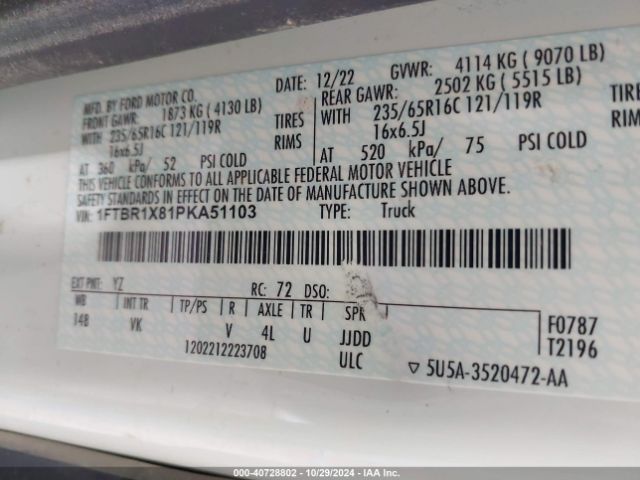 MFD. BY FORD MOTOR CO. DATE: 12/22 GVWR: 4114 KG ( 9070 LB)
FRONT GAWR: 1873 KG ( 4130 LB) REAR GAWR: 2502 KG ( 5515 LB)
WITH 235/65R16C 121/119R TIRES WITH 235/65R16C 121/119R TIRES
16x6.5J RIMS 16x6.5J RIMS
AT 360 kPa/ 52 PSI COLD AT 520 kPa/ 75 PSI COLD
THIS VEHICLE CONFORMS TO ALL APPLICABLE FEDERAL MOTOR VEHICLE
SAFETY STANDARDS IN EFFECT ON THE DATE OF MANUFACTURE SHOWN ABOVE.
VIN: 1FTBR1X81PKA51103 TYPE: Truck
EXT PNT: YZ RC: 72 DSO:
WB INT TR TP/PS R AXLE TR SPR
148 VK V 4L U JJDD
1202212223708 ULC
F0787
T2196
▽ 5U5A-3520472-AA
000-40728802 - 10/29/2024 - IAA Inc.